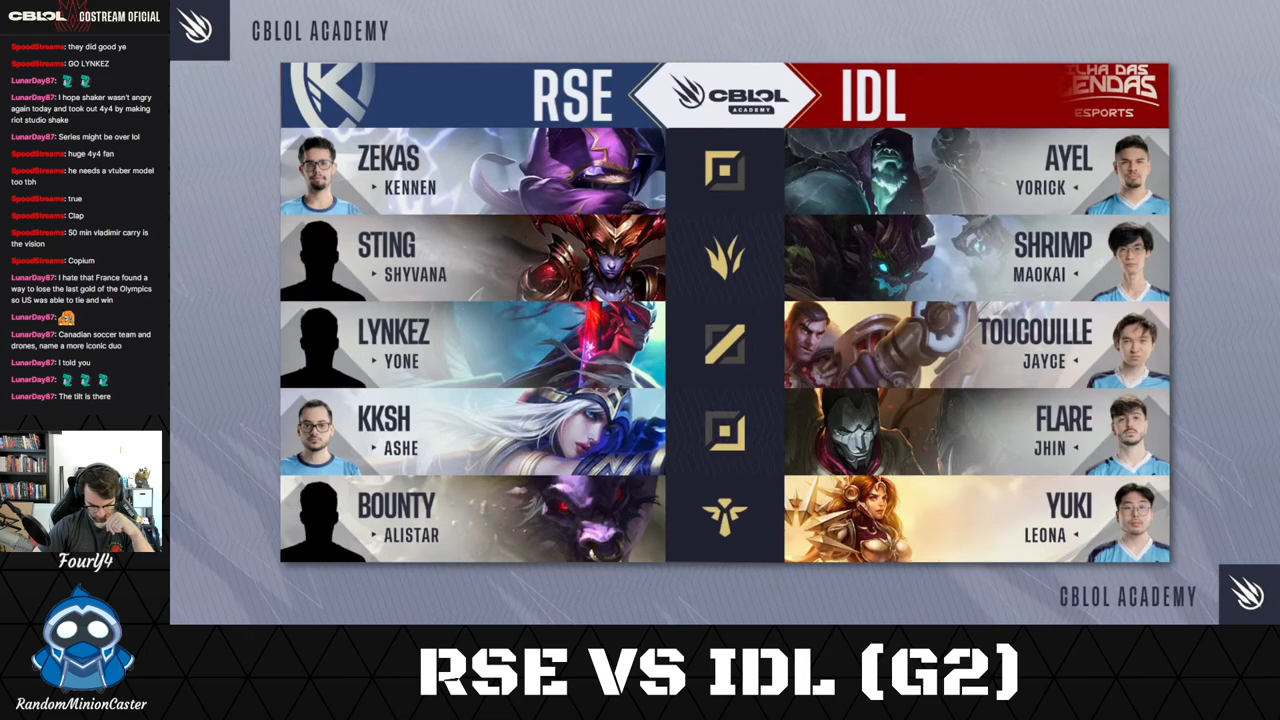 CBLOL COSTREAM OFICIAL
SpoodStreams: they did good ye
SpoodStreams: GO LYNKEZ
LunarDay87:
LunarDay87: I hope shaker wasn't angry
again today and took out 4y4 by making
riot studio shake
LunarDay87: Series might be over lol
SpoodStreams: huge 4y4 fan
SpoodStreams: he needs a vtuber model
too tbh
SpoodStreams: true
SpoodStreams: Clap
SpoodStreams: 50 min vladimir carry is
the vision
SpoodStreams: Copium
LunarDay87: I hate that France found a
way to lose the last gold of the Olympics
so US was able to tie and win
LunarDay87:
LunarDay87: Canadian soccer team and
drones, name a more iconic duo
LunarDay87: I told you
LunarDay87:
LunarDay87: The tilt is there
FourY4
RandomMinionCaster
CBLOL ACADEMY
RSE
CBLOL
ACADEMY
IDL
ILHA DAS
LENDAS
ESPORTS
ZEKAS
KENNEN
AYEL
YORICK
STING
SHYVANA
SHRIMP
MAOKAI
LYNKEZ
YONE
TOUCOUILLE
JAYCE
KKSH
ASHE
FLARE
JHIN
BOUNTY
ALISTAR
YUKI
LEONA
CBLOL ACADEMY
RSE VS IDL (G2)